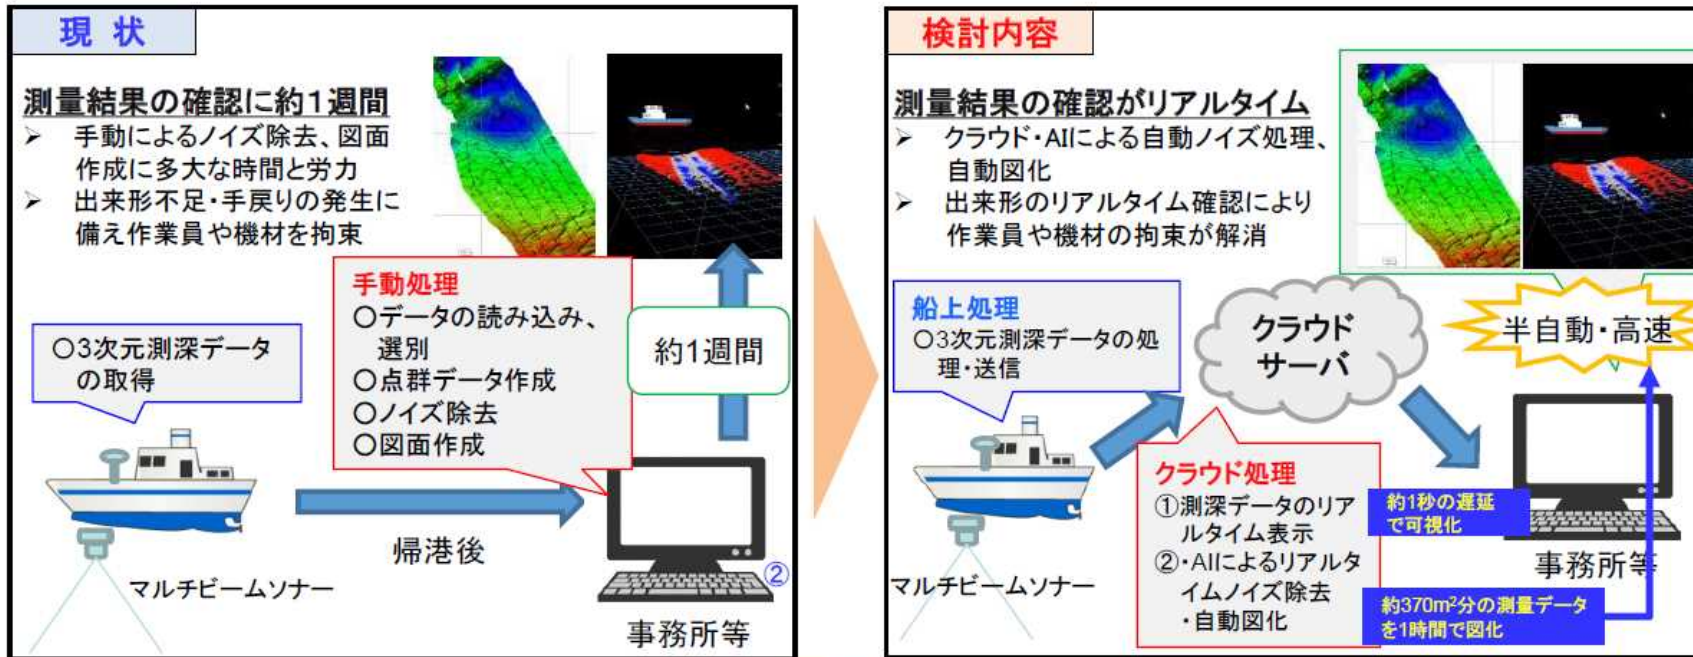 現 状
測量結果の確認に約1週間
➢ 手動によるノイズ除去、図面
作成に多大な時間と労力
➢ 出来形不足・手戻りの発生に
備え作業員や機材を拘束
〇3次元測深データ
の取得
手動処理
〇データの読み込み、
選別
〇点群データ作成
〇ノイズ除去
〇図面作成
約1週間
帰港後
マルチビームソナー
②
事務所等
検討内容
測量結果の確認がリアルタイム
➢ クラウド・AIによる自動ノイズ処理、
自動図化
➢ 出来形のリアルタイム確認により
作業員や機材の拘束が解消
船上処理
〇3次元測深データの処
理・送信
クラウド
サーバ
半自動・高速
クラウド処理
①測深データのリア
ルタイム表示
②・AIによるリアルタ
イムノイズ除去
・自動図化
約1秒の遅延
で可視化
マルチビームソナー
事務所等
約370m²分の測量データ
を1時間で図化